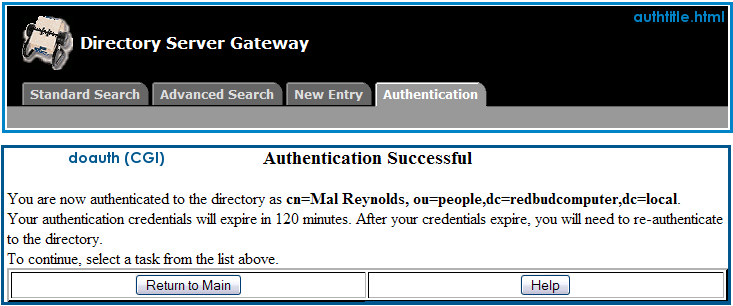 authtitle.html
Directory Server Gateway
Standard Search Advanced Search New Entry Authentication
doauth (CGI) Authentication Successful
You are now authenticated to the directory as cn=Mal Reynolds, ou=people,dc=redbudcomputer,dc=local.
Your authentication credentials will expire in 120 minutes. After your credentials expire, you will need to re-authenticate
to the directory.
To continue, select a task from the list above.
Return to Main Help